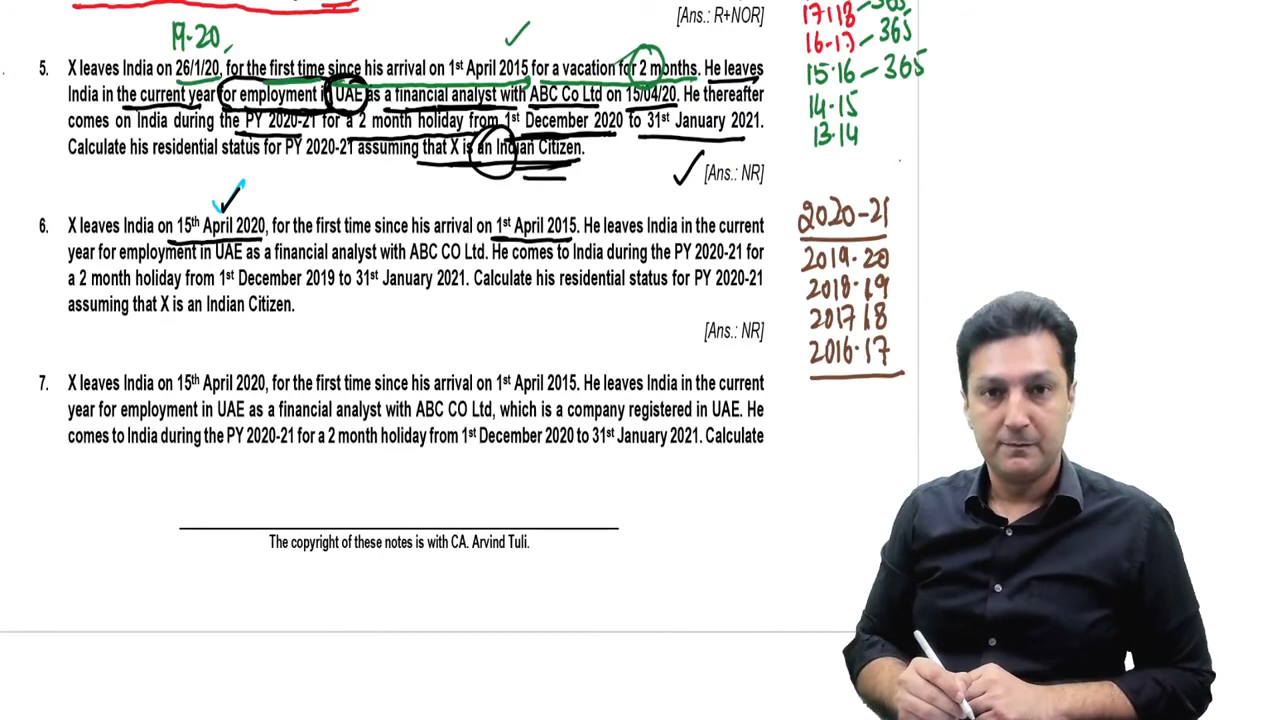 [Ans.: R+NOR]
17,18 - 365
16-17 - 365
15-16 - 365
14-15
13-14
19-20,
5. X leaves India on 26/1/20, for the first time since his arrival on 1st April 2015 for a vacation for 2 months. He leaves
India in the current year for employment in UAE as a financial analyst with ABC Co Ltd on 15/04/20. He thereafter
comes on India during the PY 2020-21 for a 2 month holiday from 1st December 2020 to 31st January 2021.
Calculate his residential status for PY 2020-21 assuming that X is an Indian Citizen.
[Ans.: NR]
6. X leaves India on 15th April 2020, for the first time since his arrival on 1st April 2015. He leaves India in the current
year for employment in UAE as a financial analyst with ABC CO Ltd. He comes to India during the PY 2020-21 for
a 2 month holiday from 1st December 2019 to 31st January 2021. Calculate his residential status for PY 2020-21
assuming that X is an Indian Citizen.
[Ans.: NR]
2020-21
2019-20
2018-19
2017-18
2016-17
7. X leaves India on 15th April 2020, for the first time since his arrival on 1st April 2015. He leaves India in the current
year for employment in UAE as a financial analyst with ABC CO Ltd, which is a company registered in UAE. He
comes to India during the PY 2020-21 for a 2 month holiday from 1st December 2020 to 31st January 2021. Calculate
The copyright of these notes is with CA. Arvind Tuli.